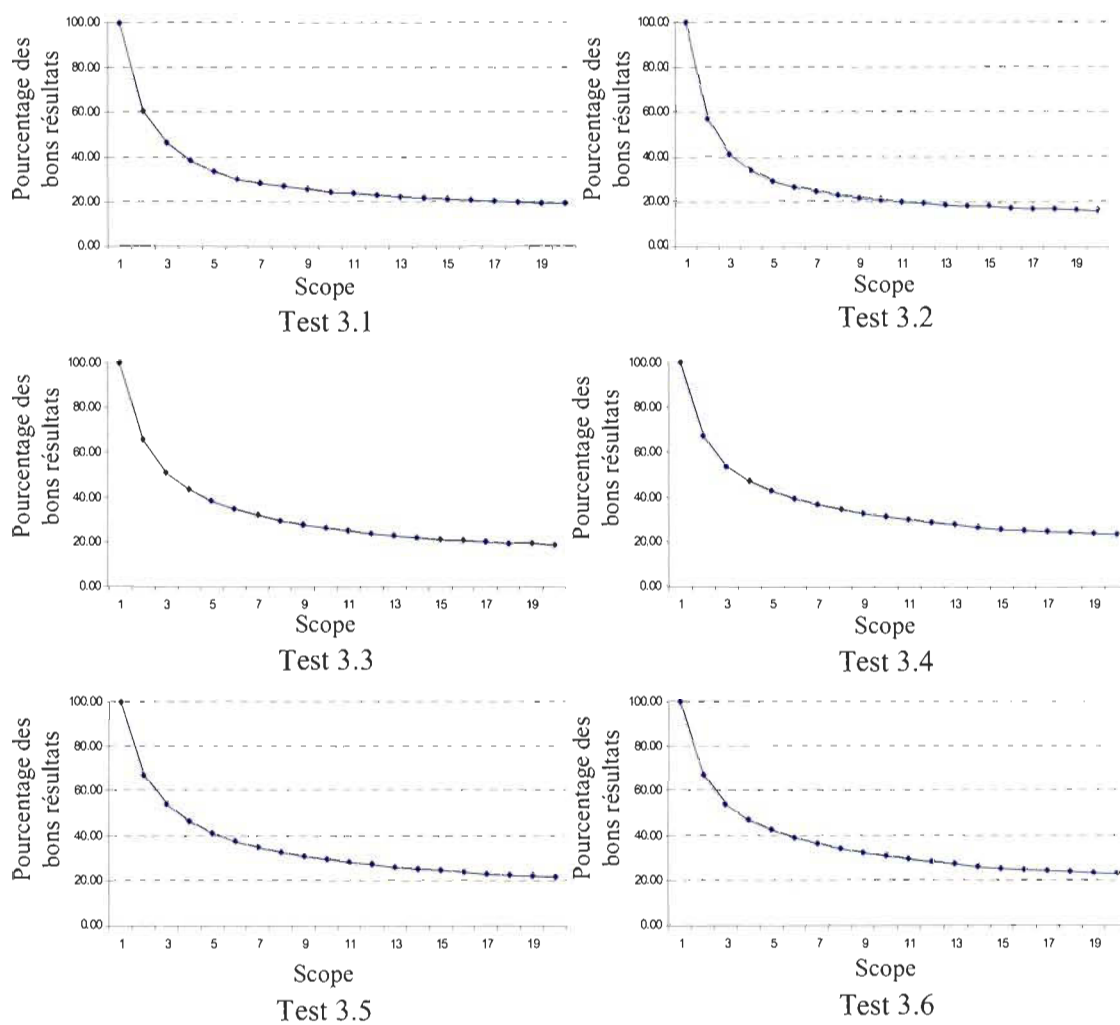 Pourcentage des
bons résultats
100.00
80.00
60.00
40.00
20.00
0.00
1 3 5 7 9 11 13 15 17 19
Scope
Test 3.1
Pourcentage des
bons résultats
100.00
80.00
60.00
40.00
20.00
0.00
1 3 5 7 9 11 13 15 17 19
Scope
Test 3.2
Pourcentage des
bons résultats
100.00
80.00
60.00
40.00
20.00
0.00
1 3 5 7 9 11 13 15 17 19
Scope
Test 3.3
Pourcentage des
bons résultats
100.00
80.00
60.00
40.00
20.00
0.00
1 3 5 7 9 11 13 15 17 19
Scope
Test 3.4
Pourcentage des
bons résultats
100.00
80.00
60.00
40.00
20.00
0.00
1 3 5 7 9 11 13 15 17 19
Scope
Test 3.5
Pourcentage des
bons résultats
100.00
80.00
60.00
40.00
20.00
0.00
1 3 5 7 9 11 13 15 17 19
Scope
Test 3.6